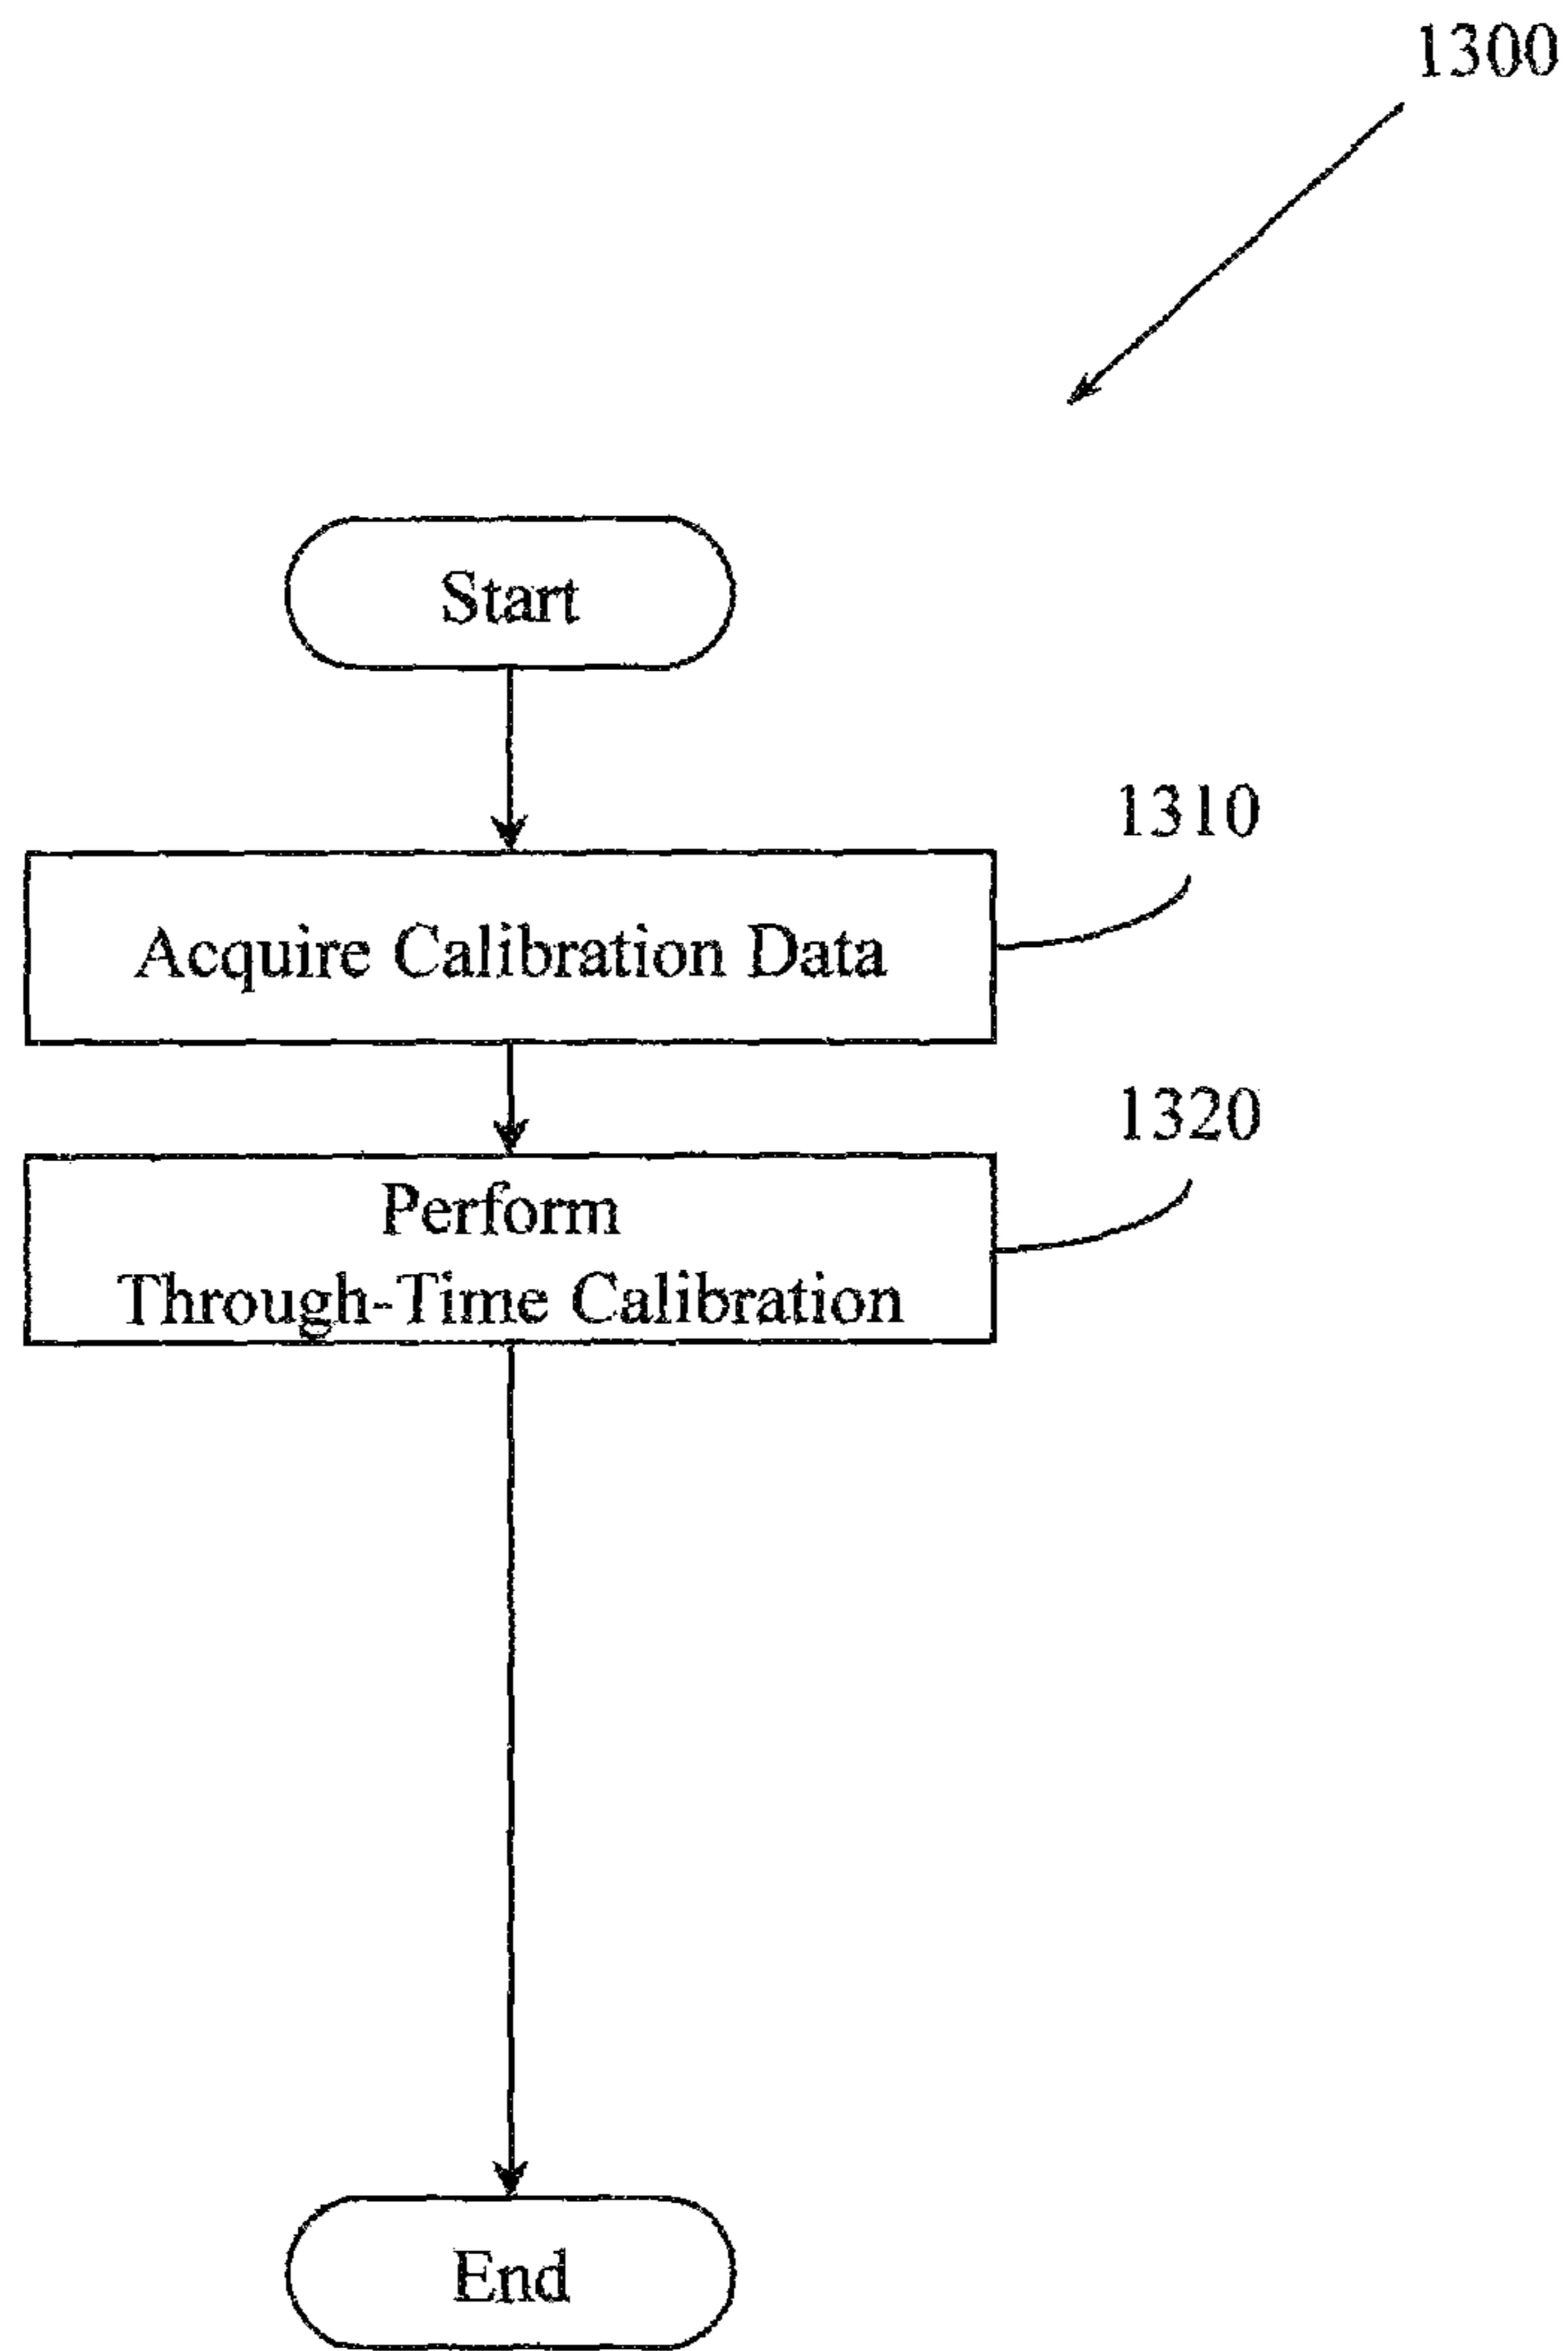 1300
Start
1310
Acquire Calibration Data
1320
Perform
Through-Time Calibration
End